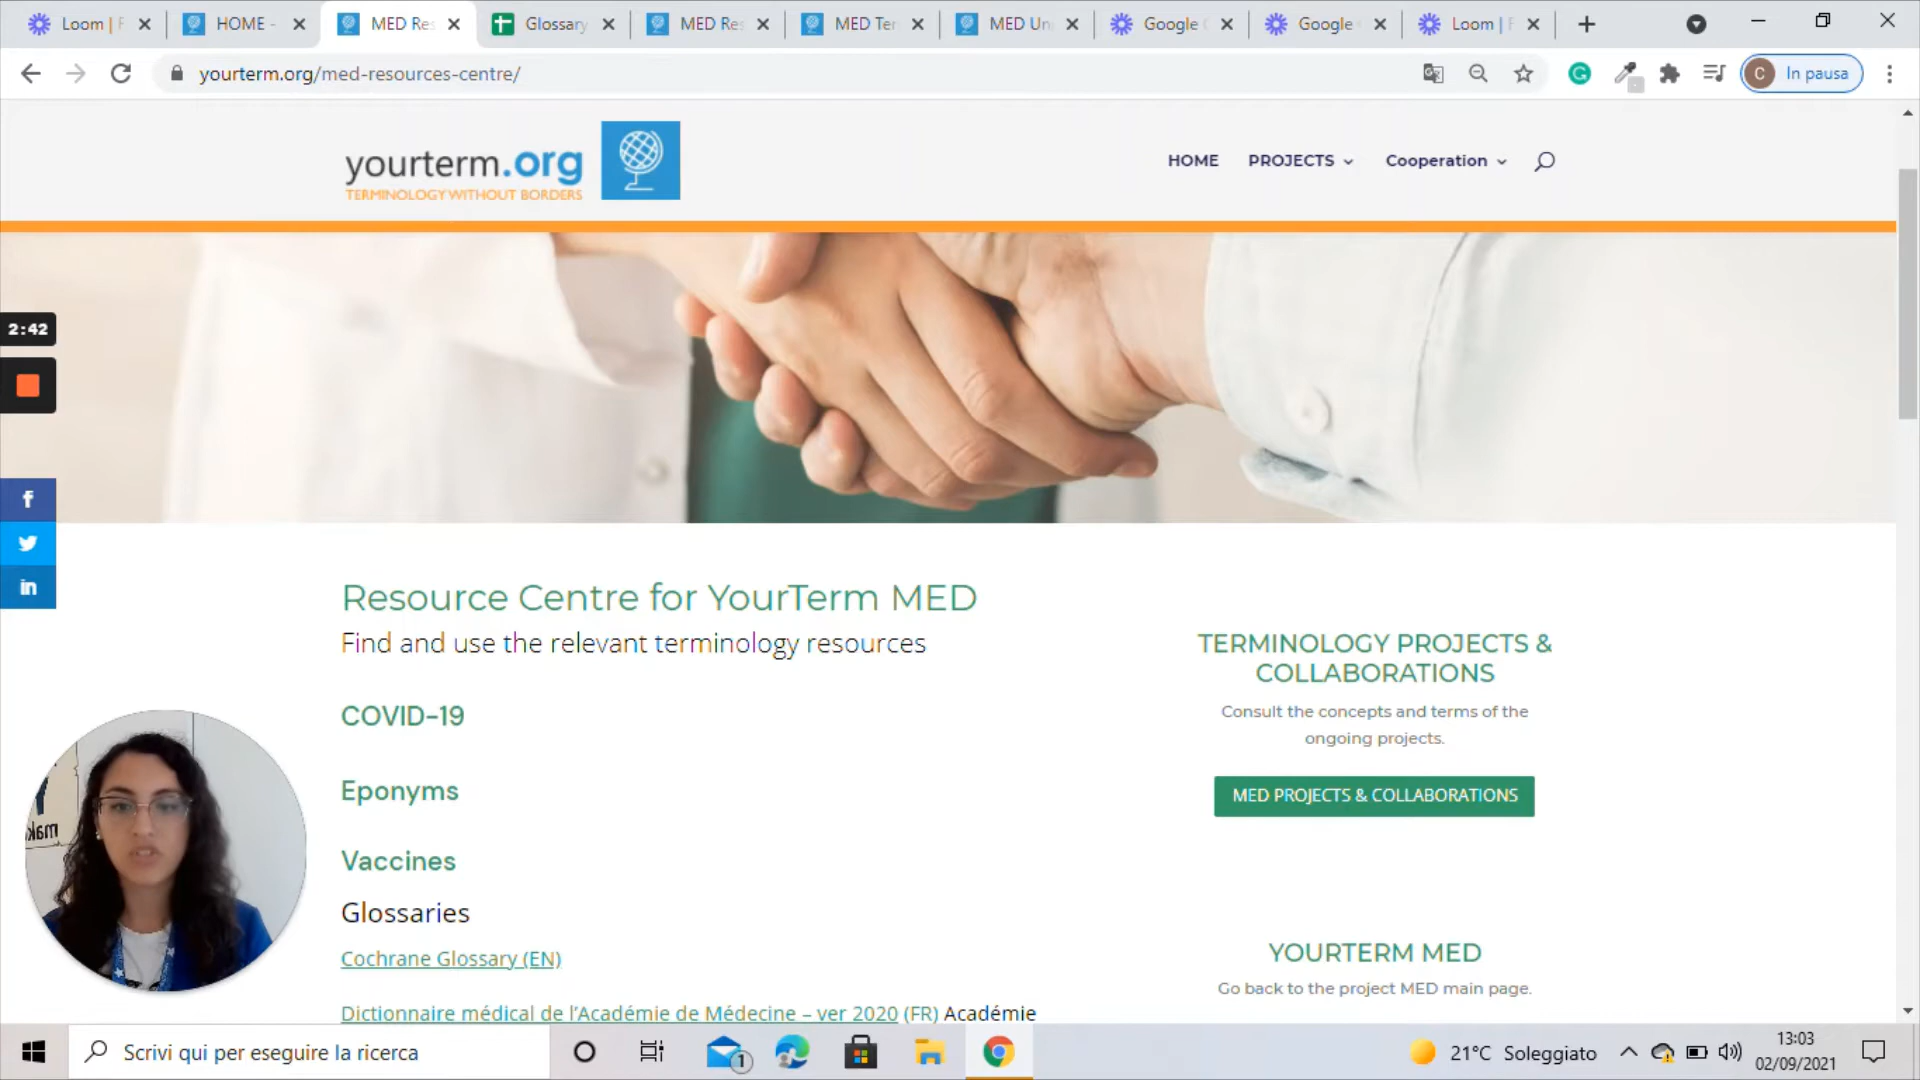 Loom | F
HOME -
MED Res
Glossary
MED Res
MED Ter
MED Uni
Google
Google
Loom | F
yourterm.org/med-resources-centre/
C In pausa
yourterm.org
TERMINOLOGY WITHOUT BORDERS
HOME
PROJECTS
Cooperation
2:42
f
in
Resource Centre for YourTerm MED
Find and use the relevant terminology resources
COVID-19
Eponyms
Vaccines
Glossaries
Cochrane Glossary (EN)
Dictionnaire médical de l'Académie de Médecine – ver 2020 (FR) Académie
TERMINOLOGY PROJECTS &
COLLABORATIONS
Consult the concepts and terms of the
ongoing projects.
MED PROJECTS & COLLABORATIONS
YOURTERM MED
Go back to the project MED main page.
Scrivi qui per eseguire la ricerca
1
21°C Soleggiato
13:03
02/09/2021